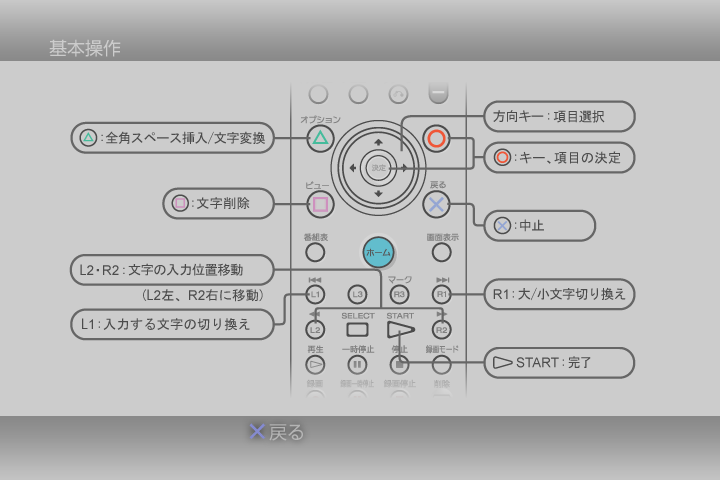 基本操作
オプション
方向キー:項目選択
△:全角スペース挿入/文字変換
決定
○:キー、項目の決定
ビュー
戻る
□:文字削除
×:中止
番組表
ホーム
画面表示
L2・R2:文字の入力位置移動
(L2左、R2右に移動)
マーク
L1
L3
R3
R1
R1:大/小文字切り換え
L1:入力する文字の切り換え
SELECT
START
L2
R2
再生
一時停止
停止
録画モード
START:完了
録画
録画停止
削除
×戻る